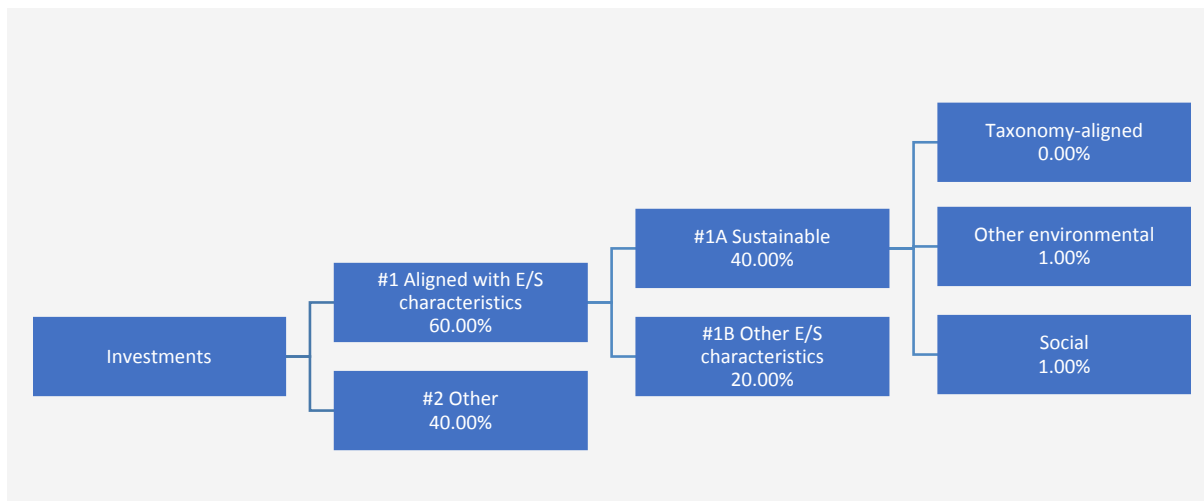 Investments
#1 Aligned with E/S
characteristics
60.00%
#2 Other
40.00%
#1A Sustainable
40.00%
#1B Other E/S
characteristics
20.00%
Taxonomy-aligned
0.00%
Other environmental
1.00%
Social
1.00%